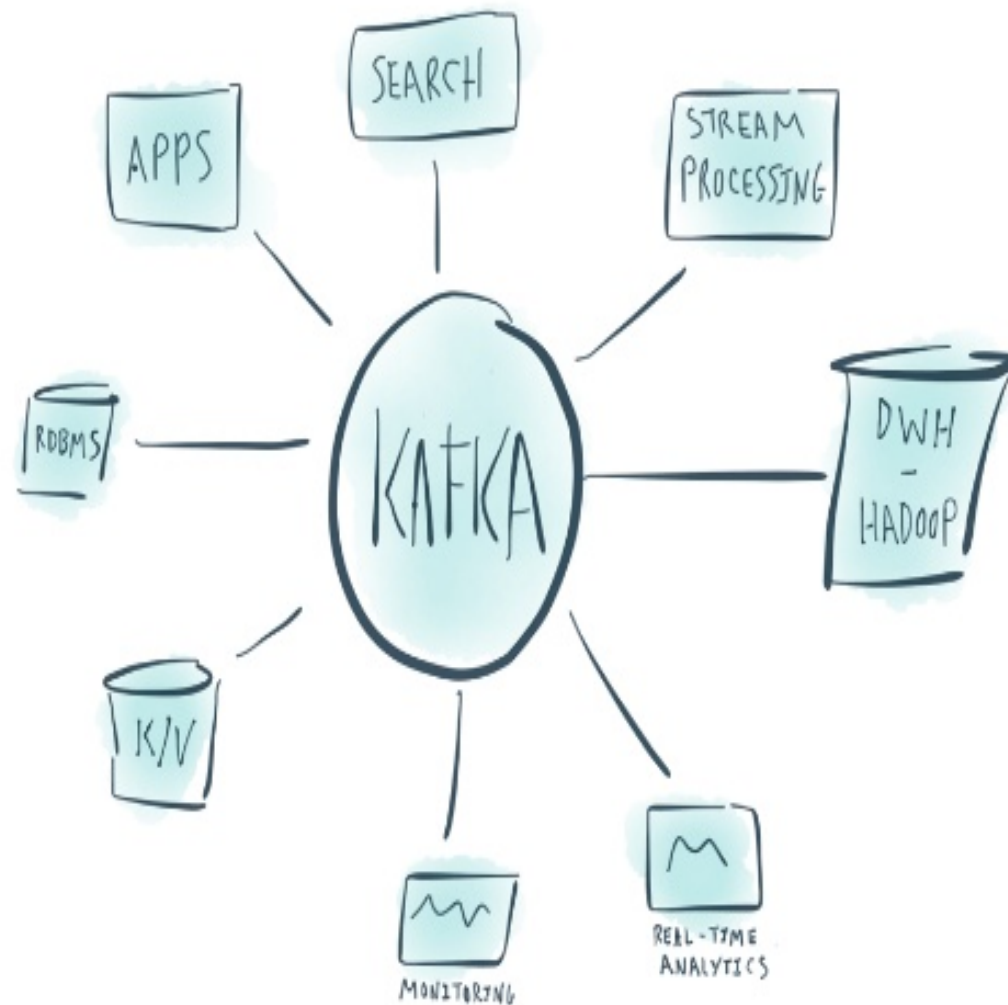 SEARCH
APPS
STREAM
PROCESSING
RDBMS
KAFKA
DWH
-
HADOOP
K/V
MONITORING
REAL-TIME
ANALYTICS